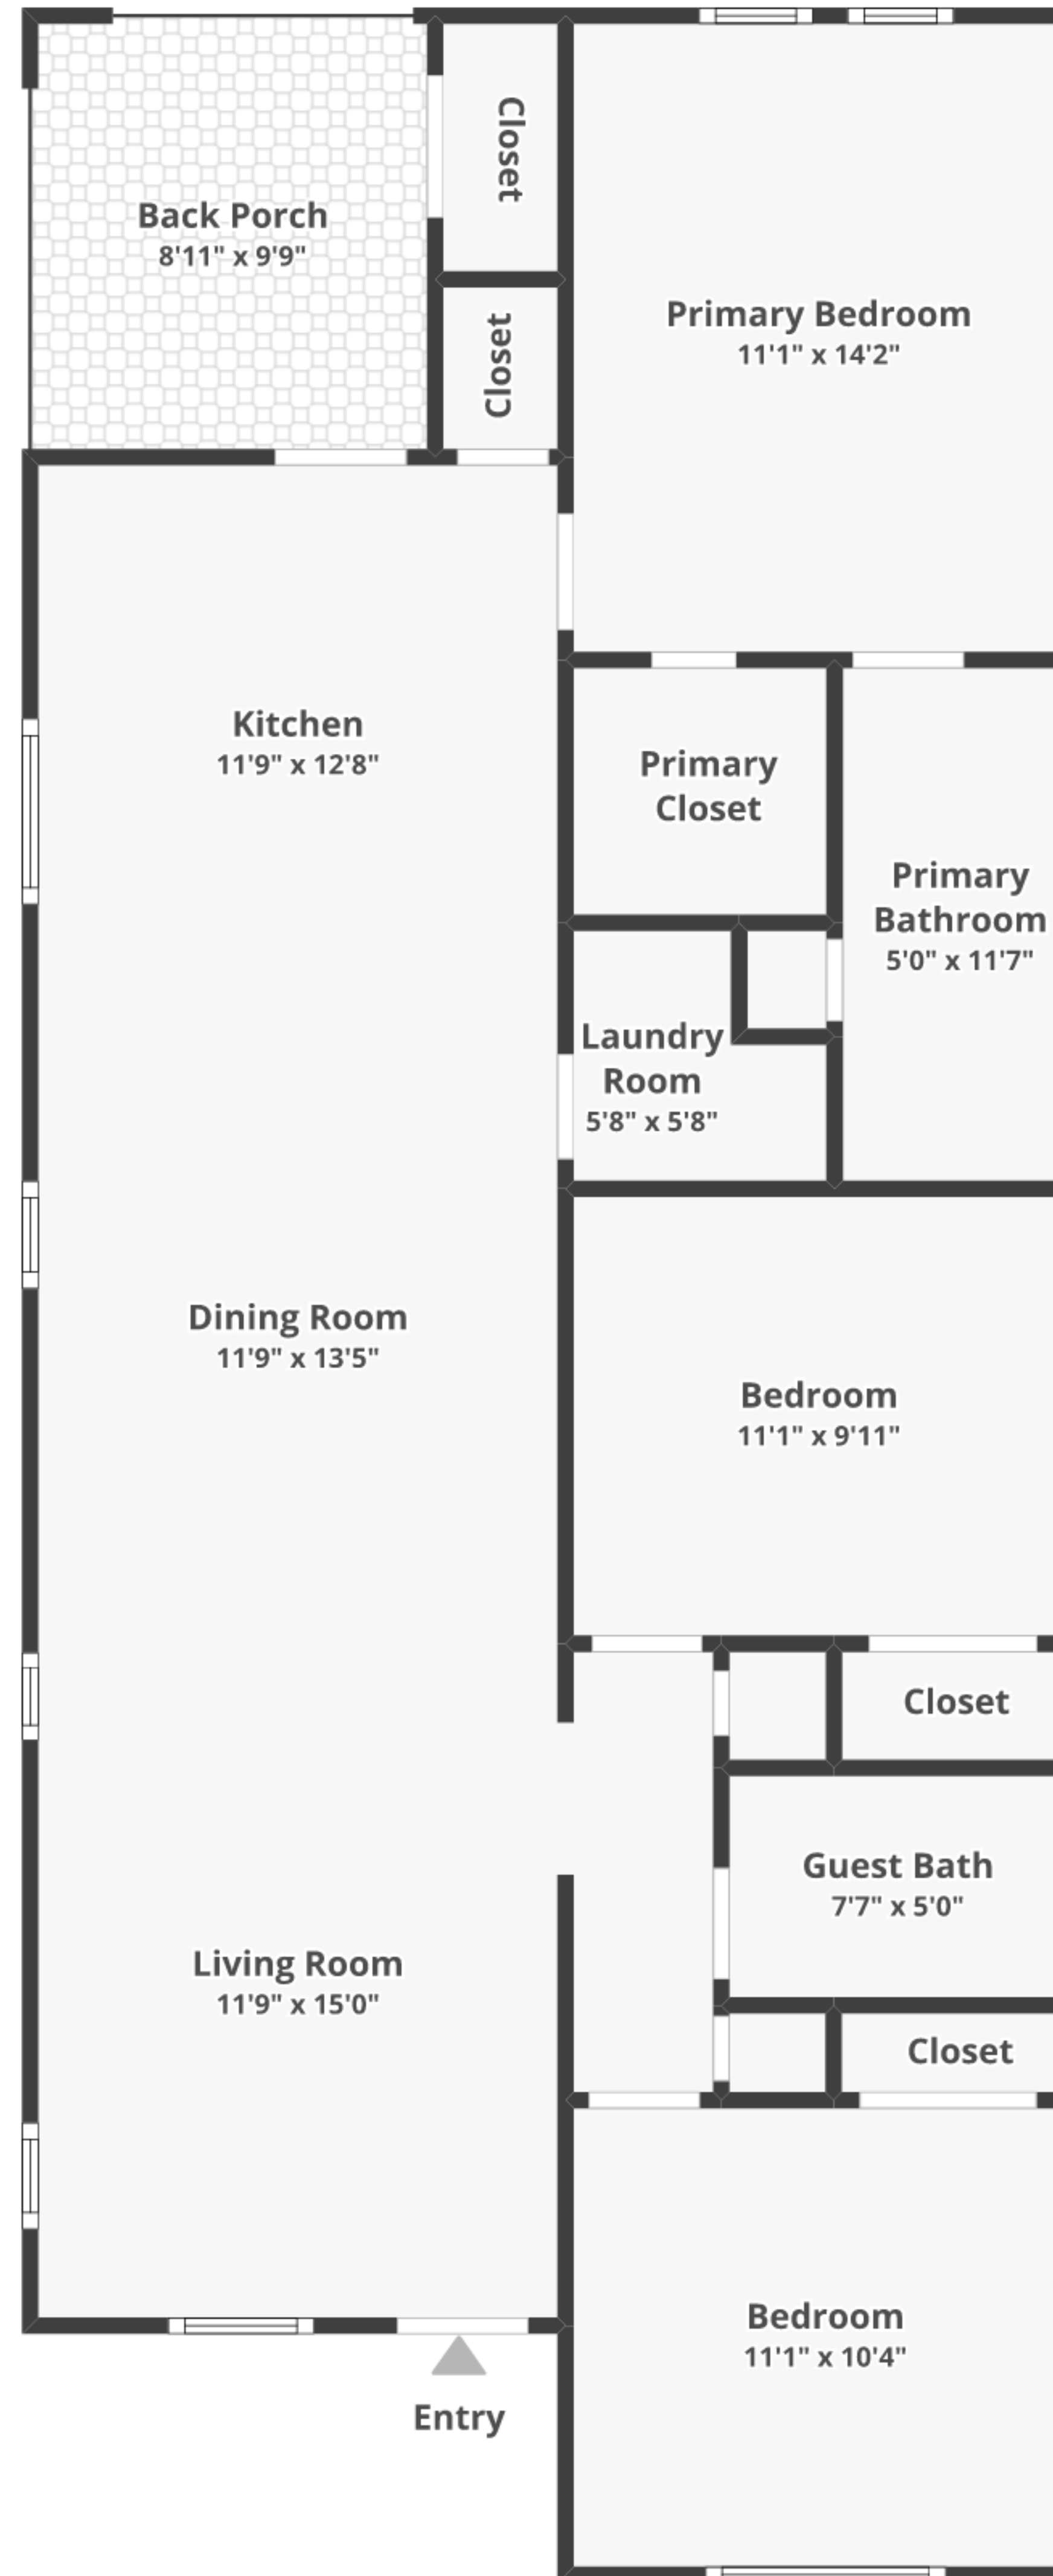 Closet
Back Porch
8'11" x 9'9"
Primary Bedroom
11'1" x 14'2"
Closet
Kitchen
11'9" x 12'8"
Primary
Closet
Primary
Bathroom
5'0" x 11'7"
Laundry
Room
5'8" x 5'8"
Dining Room
11'9" x 13'5"
Bedroom
11'1" x 9'11"
Closet
Guest Bath
7'7" x 5'0"
Living Room
11'9" x 15'0"
Closet
Bedroom
11'1" x 10'4"
Entry